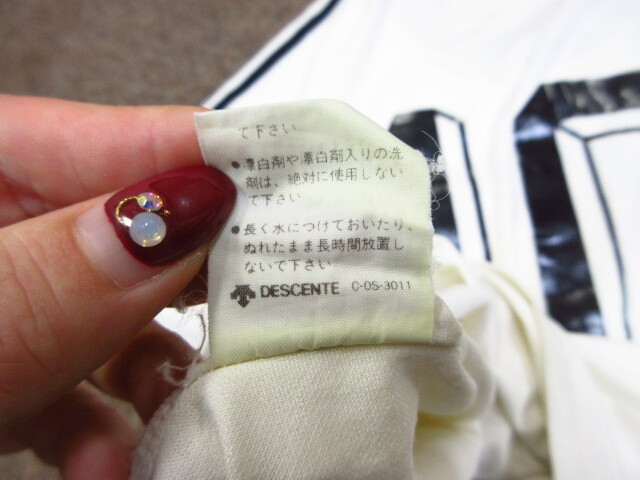 て下さい
●漂白剤や漂白剤入りの洗
剤は、絶対に使用しない
で下さい
●長く水につけておいたり、
ぬれたまま長時間放置し
ないで下さい
DESCENTE C-OS-3011